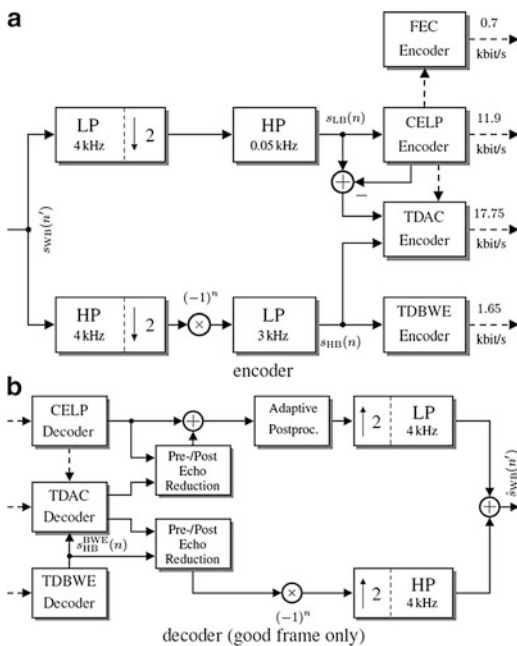 a
FEC
Encoder
0.7
kbit/s
LP
4 kHz
↓ 2
HP
0.05 kHz
s_LB(n)
CELP
Encoder
11.9
kbit/s
+
−
TDAC
Encoder
17.75
kbit/s
s_WB(n′)
HP
4 kHz
↓ 2
(−1)^n
×
LP
3 kHz
s_HB(n)
TDBWE
Encoder
1.65
kbit/s
encoder
b
CELP
Decoder
+
Adaptive
Postproc.
↑ 2
LP
4 kHz
Pre-/Post
Echo
Reduction
TDAC
Decoder
ŝ_WB(n′)
+
s_HB^BWE(n)
Pre-/Post
Echo
Reduction
TDBWE
Decoder
×
(−1)^n
↑ 2
HP
4 kHz
decoder (good frame only)